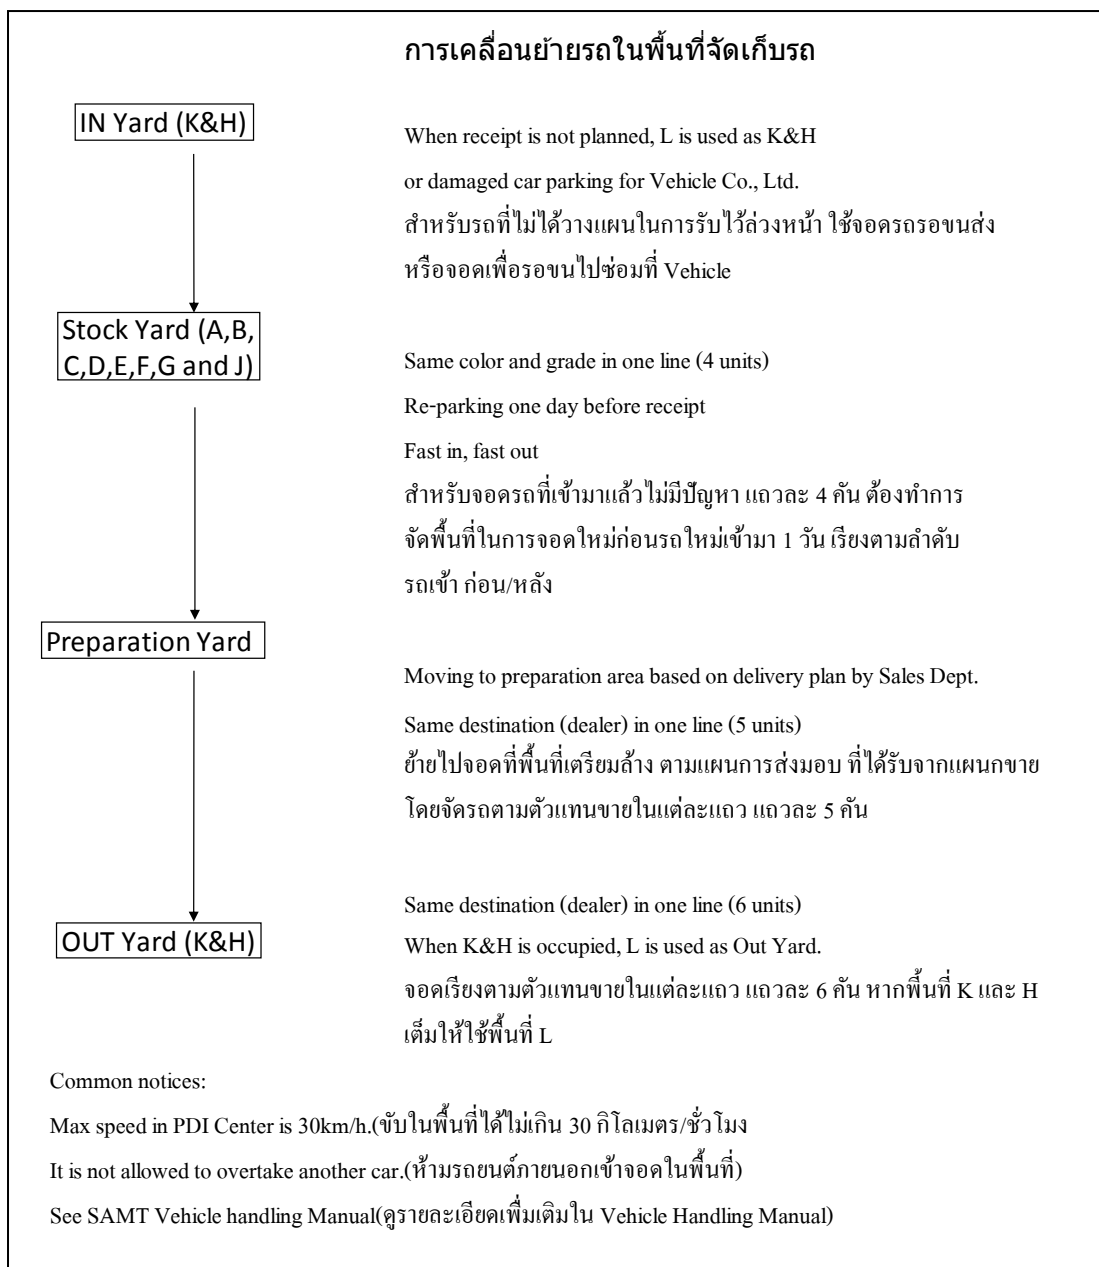 การเคลื่อนย้ายรถในพื้นที่จัดเก็บรถ
IN Yard (K&H)
When receipt is not planned, L is used as K&H
or damaged car parking for Vehicle Co., Ltd.
สำหรับรถที่ไม่ได้วางแผนในการรับไว้ล่วงหน้า ใช้จอดรถรอขนส่ง
หรือจอดเพื่อรอขนไปซ่อมที่ Vehicle
Stock Yard (A,B,
C,D,E,F,G and J)
Same color and grade in one line (4 units)
Re-parking one day before receipt
Fast in, fast out
สำหรับจอดรถที่เข้ามาแล้วไม่มีปัญหา แถวละ 4 คัน ต้องทำการ
จัดพื้นที่ในการจอดใหม่ก่อนรถใหม่เข้ามา 1 วัน เรียงตามลำดับ
รถเข้า ก่อน/หลัง
Preparation Yard
Moving to preparation area based on delivery plan by Sales Dept.
Same destination (dealer) in one line (5 units)
ย้ายไปจอดที่พื้นที่เตรียมล้าง ตามแผนการส่งมอบ ที่ได้รับจากแผนกขาย
โดยจัดรถตามตัวแทนขายในแต่ละแถว แถวละ 5 คัน
OUT Yard (K&H)
Same destination (dealer) in one line (6 units)
When K&H is occupied, L is used as Out Yard.
จอดเรียงตามตัวแทนขายในแต่ละแถว แถวละ 6 คัน หากพื้นที่ K และ H
เต็มให้ใช้พื้นที่ L
Common notices:
Max speed in PDI Center is 30km/h.(ขับในพื้นที่ได้ไม่เกิน 30 กิโลเมตร/ชั่วโมง
It is not allowed to overtake another car.(ห้ามรถยนต์ภายนอกเข้าจอดในพื้นที่)
See SAMT Vehicle handling Manual(ดูรายละเอียดเพิ่มเติมใน Vehicle Handling Manual)